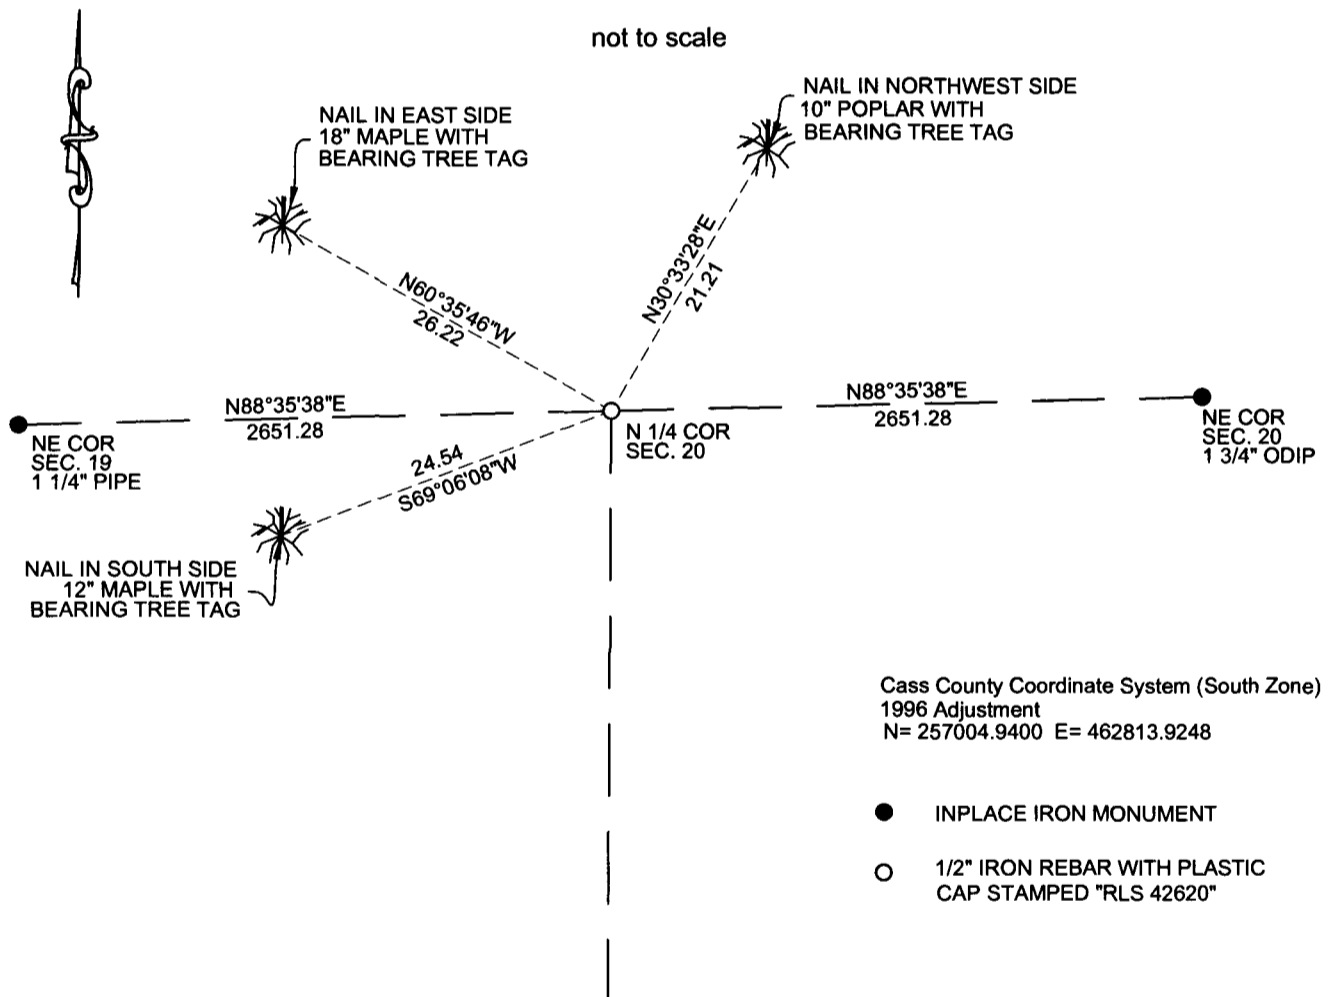 not to scale
NAIL IN EAST SIDE
18" MAPLE WITH
BEARING TREE TAG
NAIL IN NORTHWEST SIDE
10" POPLAR WITH
BEARING TREE TAG
N60°35'46"W
26.22
N30°33'28"E
21.21
N88°35'38"E
2651.28
N88°35'38"E
2651.28
NE COR
SEC. 19
1 1/4" PIPE
N 1/4 COR
SEC. 20
NE COR
SEC. 20
1 3/4" ODIP
24.54
S69°06'08"W
NAIL IN SOUTH SIDE
12" MAPLE WITH
BEARING TREE TAG
Cass County Coordinate System (South Zone)
1996 Adjustment
N= 257004.9400 E= 462813.9248
INPLACE IRON MONUMENT
1/2" IRON REBAR WITH PLASTIC
CAP STAMPED "RLS 42620"